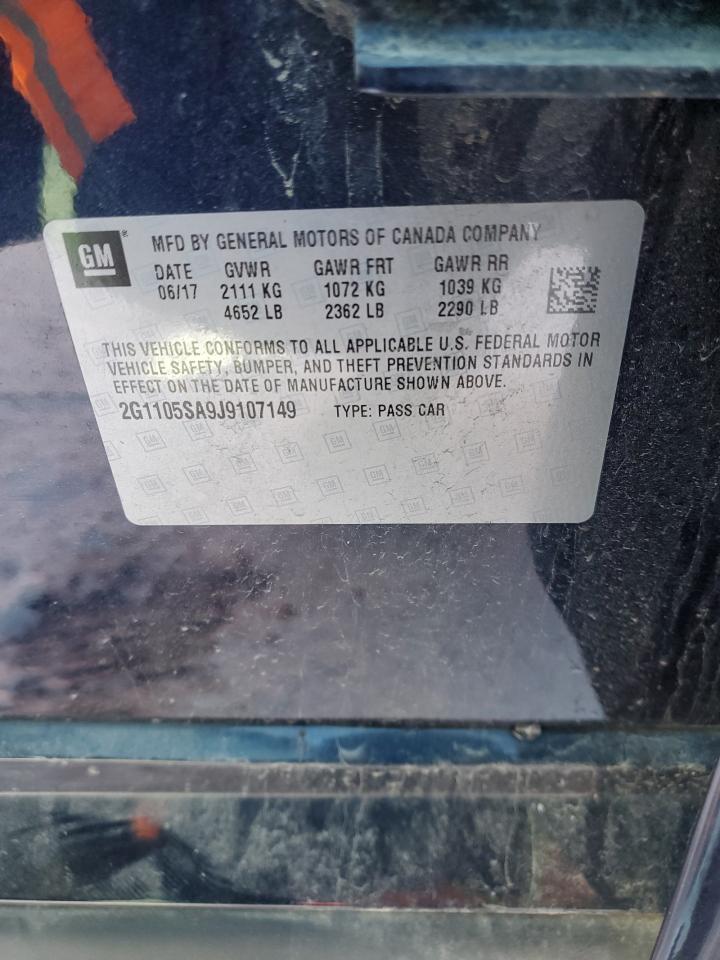 GM ®
MFD BY GENERAL MOTORS OF CANADA COMPANY
DATE GVWR GAWR FRT GAWR RR
06/17 2111 KG 1072 KG 1039 KG
4652 LB 2362 LB 2290 LB
THIS VEHICLE CONFORMS TO ALL APPLICABLE U.S. FEDERAL MOTOR
VEHICLE SAFETY, BUMPER, AND THEFT PREVENTION STANDARDS IN
EFFECT ON THE DATE OF MANUFACTURE SHOWN ABOVE.
2G1105SA9J9107149 TYPE: PASS CAR